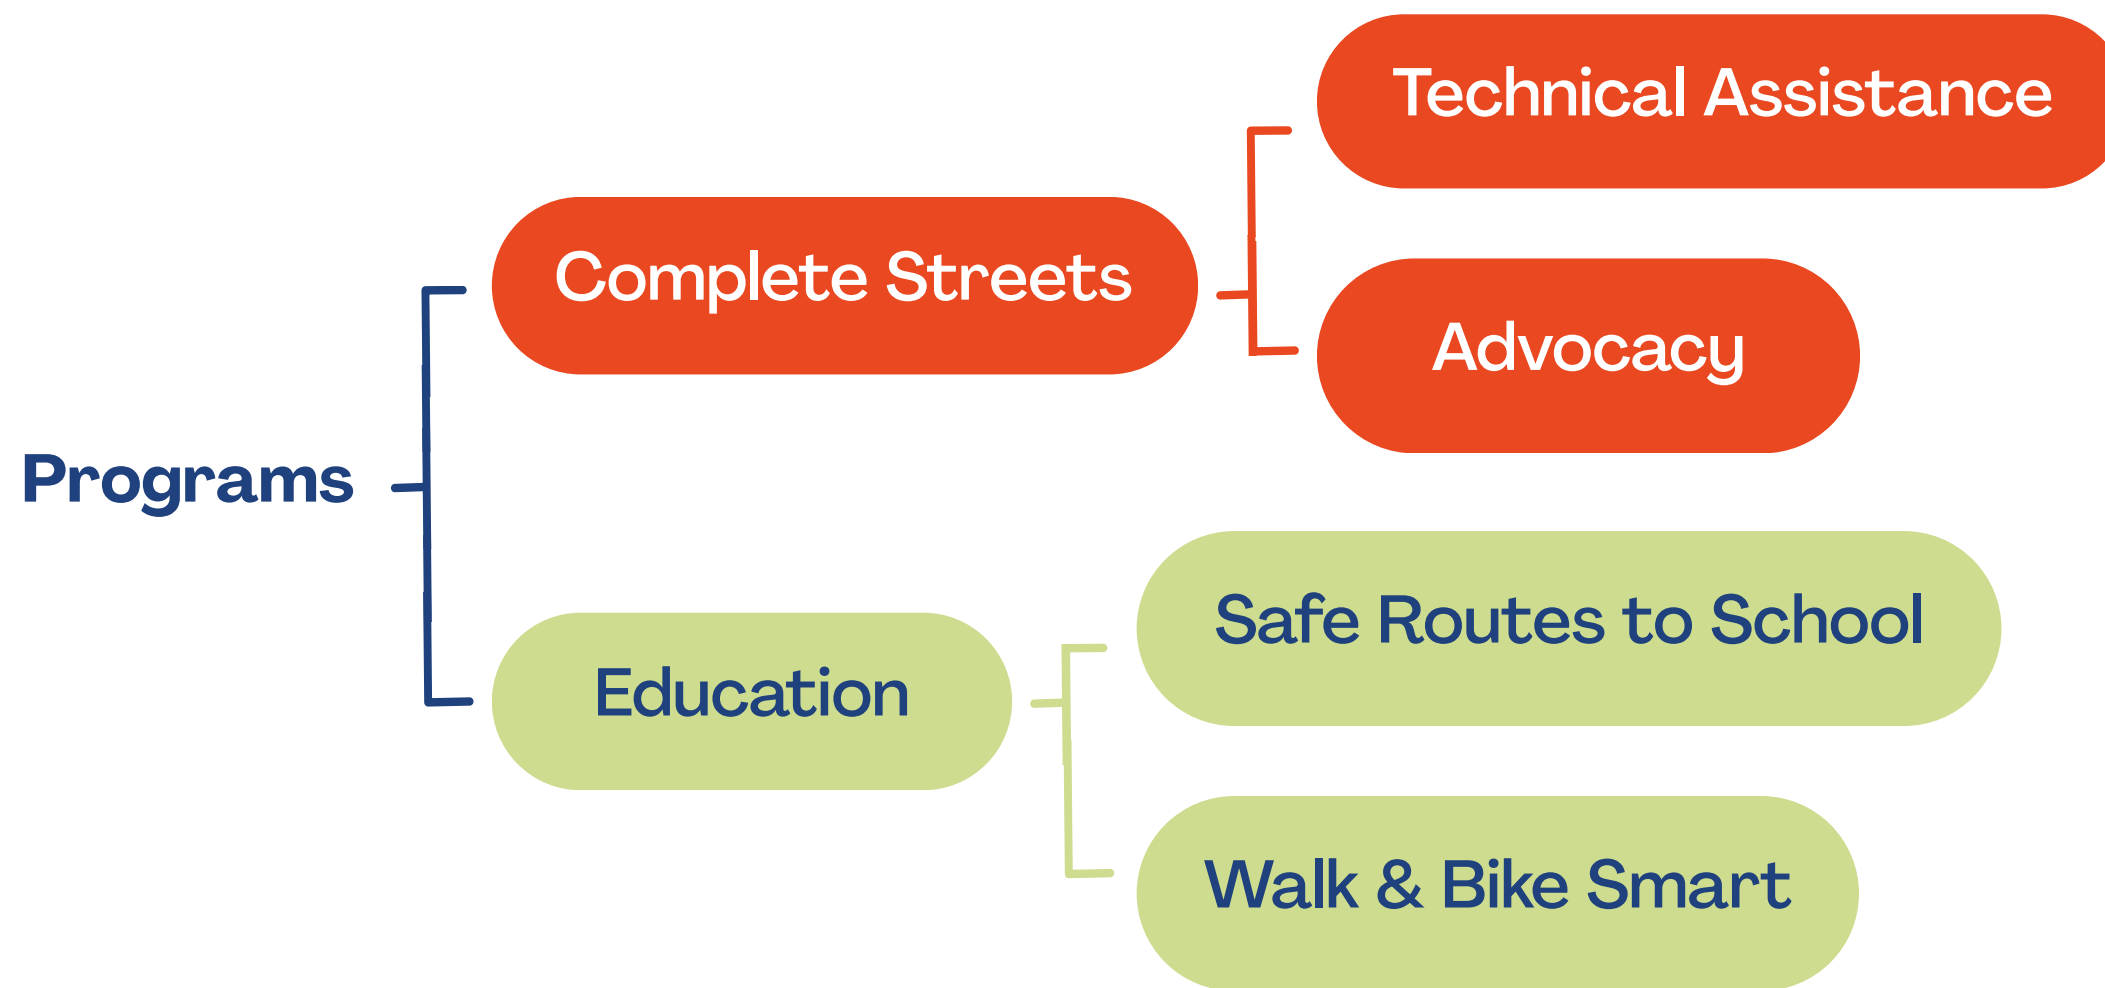 Programs
Complete Streets
Technical Assistance
Advocacy
Education
Safe Routes to School
Walk & Bike Smart